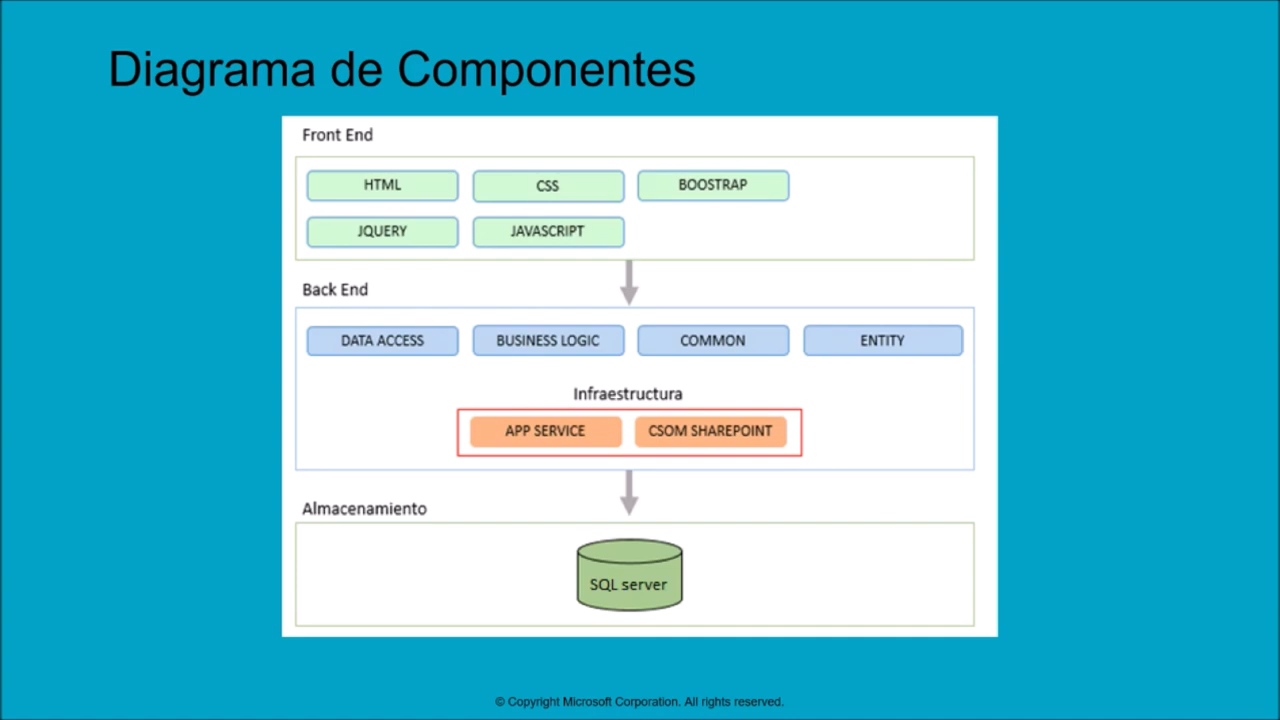 Diagrama de Componentes
Front End
HTML
CSS
BOOSTRAP
JQUERY
JAVASCRIPT
Back End
DATA ACCESS
BUSINESS LOGIC
COMMON
ENTITY
Infraestructura
APP SERVICE
CSOM SHAREPOINT
Almacenamiento
SQL server
© Copyright Microsoft Corporation. All rights reserved.